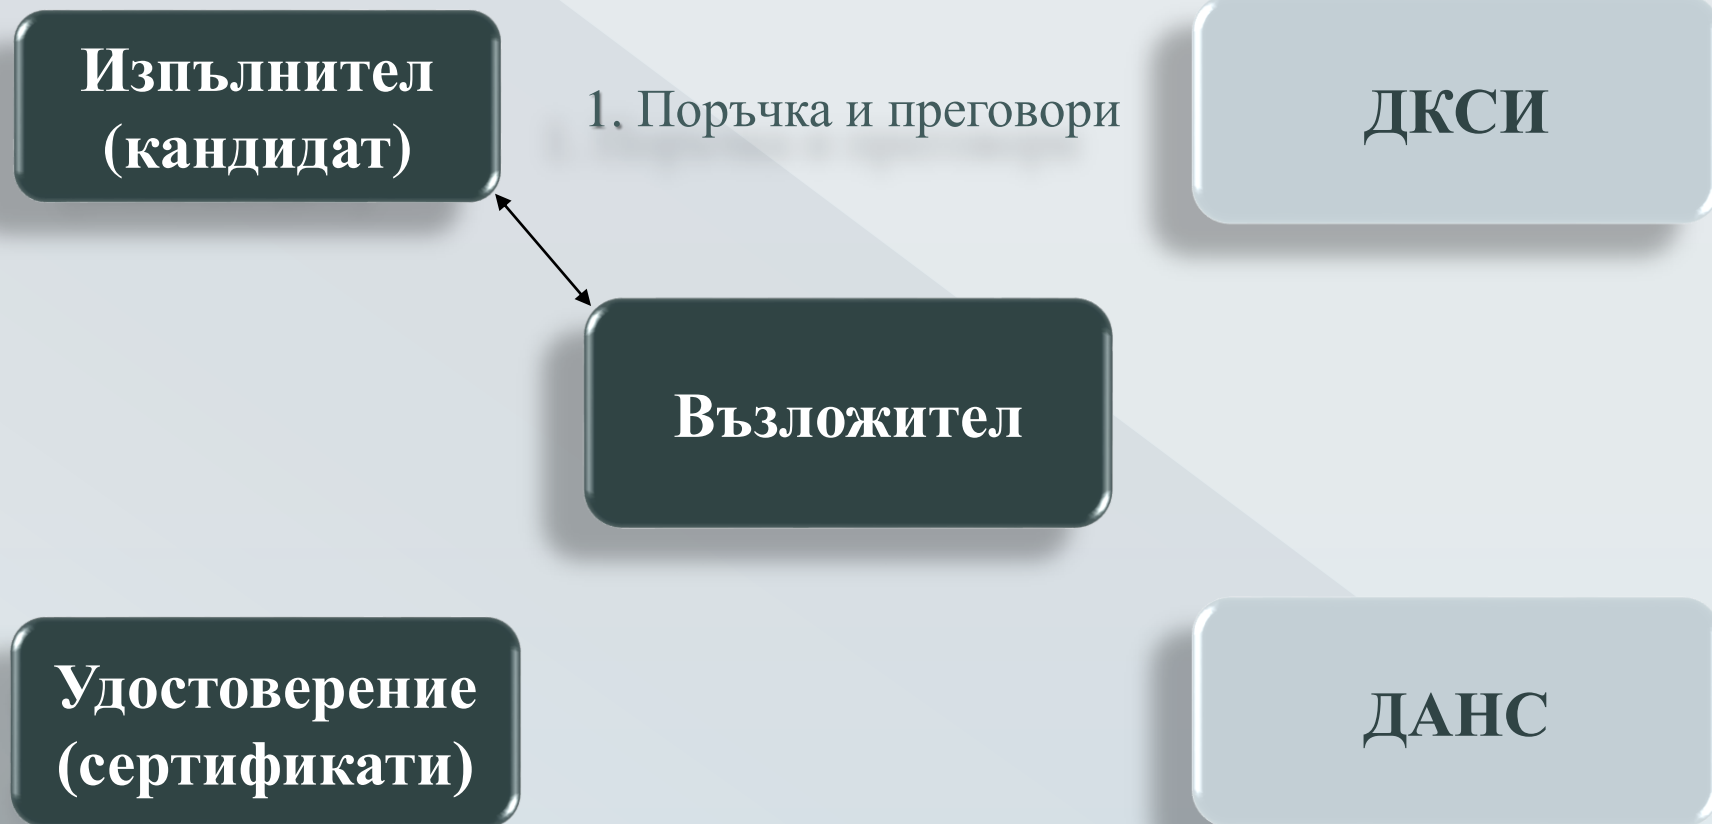 Изпълнител
(кандидат)
1. Поръчка и преговори
ДКСИ
Възложител
Удостоверение
(сертификати)
ДАНС